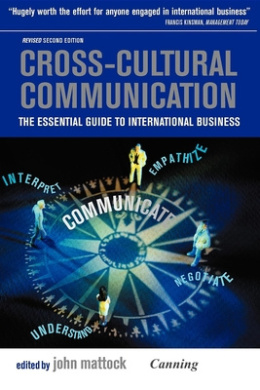 “Hugely worth the effort for anyone engaged in international business”
FRANCIS KINSMAN, MANAGEMENT TODAY
REVISED SECOND EDITION
CROSS-CULTURAL
COMMUNICATION
THE ESSENTIAL GUIDE TO INTERNATIONAL BUSINESS
EMPATHIZE
INTERPRET
COMMUNICATE
NEGOTIATE
UNDERSTAND
edited by john mattock Canning